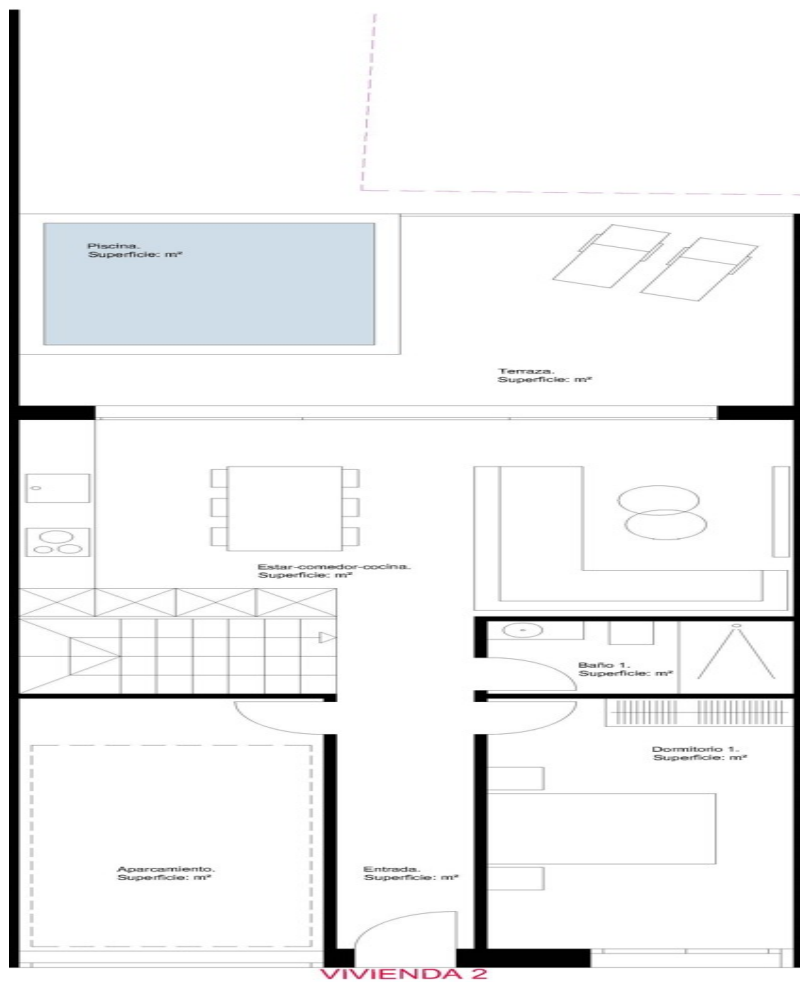 Piscina.
Superficie: m²
Terraza.
Superficie: m²
Estar-comedor-cocina.
Superficie: m²
Baño 1.
Superficie: m²
Dormitorio 1.
Superficie: m²
Aparcamiento.
Superficie: m²
Entrada.
Superficie: m²
VIVIENDA 2